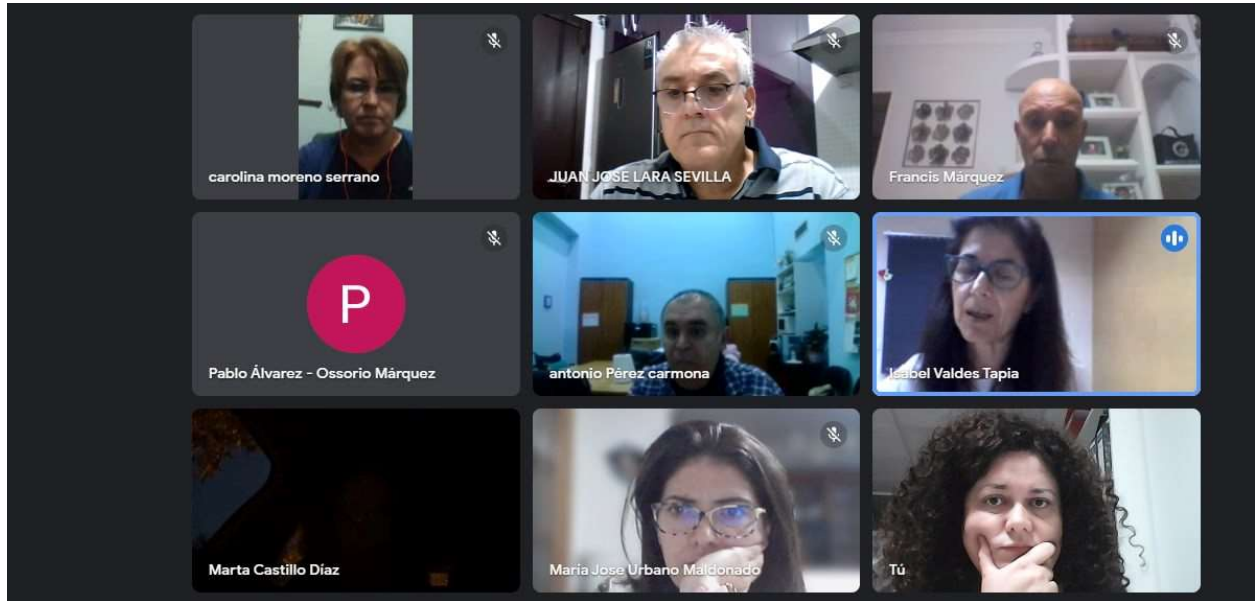 carolina moreno serrano
JUAN JOSE LARA SEVILLA
Francis Márquez
P
Pablo Álvarez - Ossorio Márquez
antonio Pérez carmona
Isabel Valdes Tapia
Marta Castillo Díaz
Maria Jose Urbano Maldonado
Tú